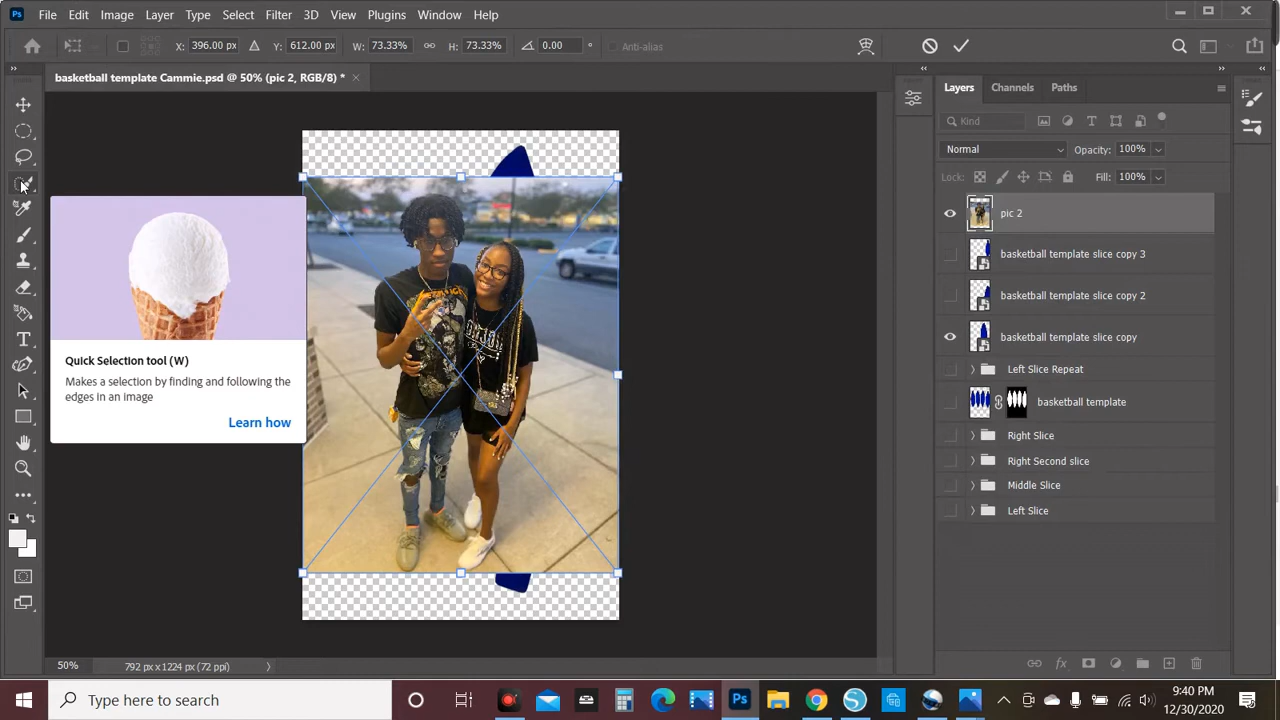 Ps File Edit Image Layer Type Select Filter 3D View Plugins Window Help
X: 396.00 px Y: 612.00 px W: 73.33% H: 73.33% 0.00 ° Anti-alias
basketball template Cammie.psd @ 50% (pic 2, RGB/8) *
Layers Channels Paths
Kind
Normal Opacity: 100%
Lock: Fill: 100%
pic 2
basketball template slice copy 3
basketball template slice copy 2
basketball template slice copy
Left Slice Repeat
basketball template
Right Slice
Right Second slice
Middle Slice
Left Slice
Quick Selection tool (W)
Makes a selection by finding and following the
edges in an image
Learn how
50% 792 px x 1224 px (72 ppi)
Type here to search
Ps
9:40 PM
12/30/2020